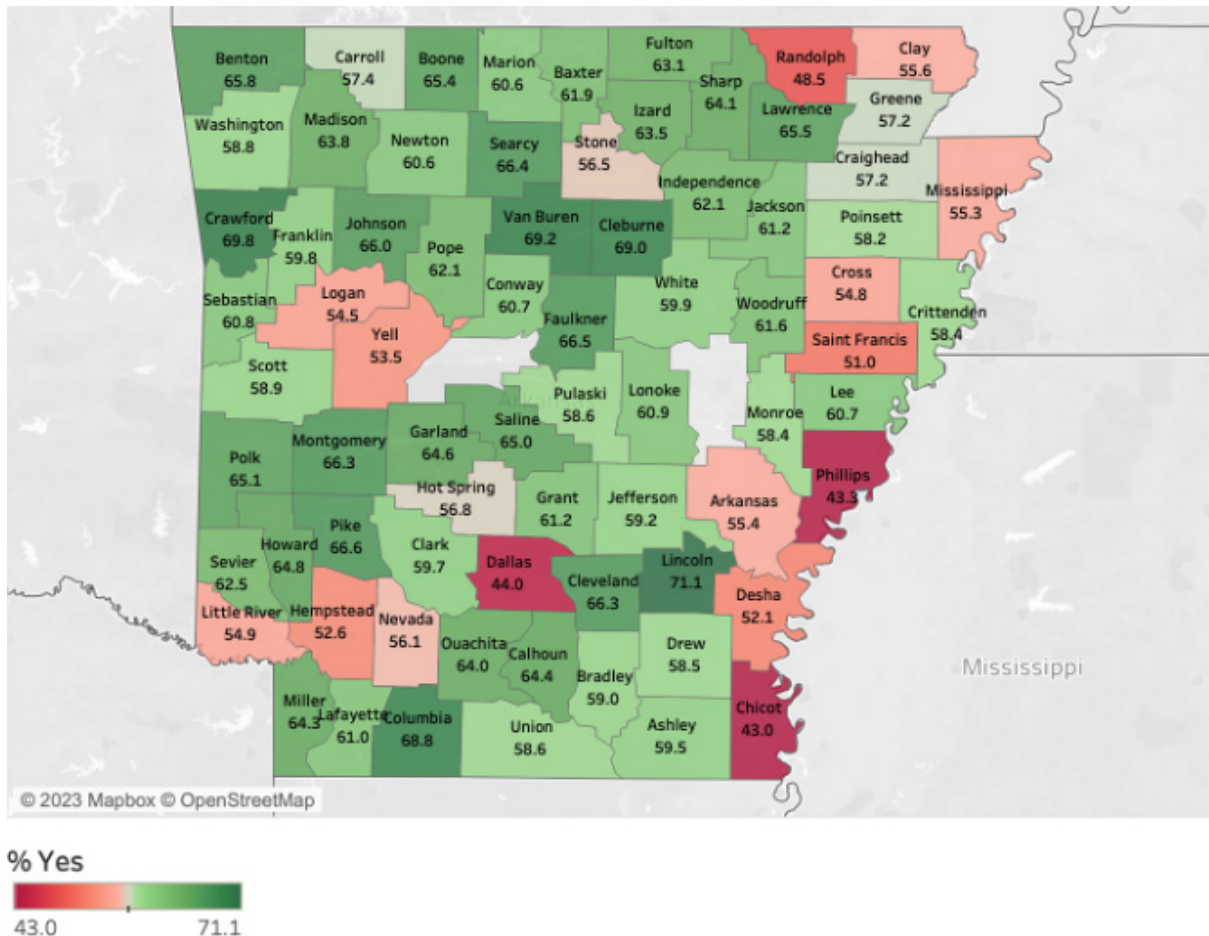 Benton
65.8
Carroll
57.4
Boone
65.4
Marion
60.6
Baxter
61.9
Fulton
63.1
Sharp
64.1
Randolph
48.5
Clay
55.6
Washington
58.8
Madison
63.8
Newton
60.6
Searcy
66.4
Stone
56.5
Izard
63.5
Lawrence
65.5
Greene
57.2
Craighead
57.2
Mississippi
55.3
Crawford
69.8
Franklin
59.8
Johnson
66.0
Pope
62.1
Van Buren
69.2
Cleburne
69.0
Independence
62.1
Jackson
61.2
Poinsett
58.2
Sebastian
60.8
Logan
54.5
Yell
53.5
Conway
60.7
Faulkner
66.5
White
59.9
Woodruff
61.6
Cross
54.8
Crittenden
58.4
Saint Francis
51.0
Scott
58.9
Arkansas
Pulaski
58.6
Lonoke
60.9
Monroe
58.4
Lee
60.7
Polk
65.1
Montgomery
66.3
Garland
64.6
Saline
65.0
Phillips
43.3
Hot Spring
56.8
Grant
61.2
Jefferson
59.2
Arkansas
55.4
Sevier
62.5
Howard
64.8
Pike
66.6
Clark
59.7
Dallas
44.0
Cleveland
66.3
Lincoln
71.1
Desha
52.1
Little River
54.9
Hempstead
52.6
Nevada
56.1
Ouachita
64.0
Calhoun
64.4
Bradley
59.0
Drew
58.5
Mississippi
Miller
64.3
Lafayette
61.0
Columbia
68.8
Union
58.6
Ashley
59.5
Chicot
43.0
© 2023 Mapbox © OpenStreetMap
% Yes
43.0 71.1